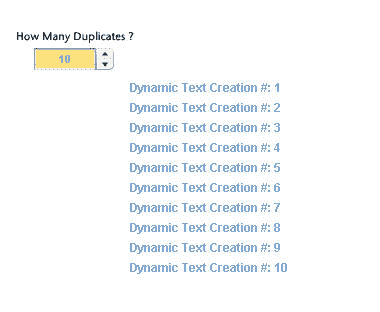 How Many Duplicates ?
10
Dynamic Text Creation #: 1
Dynamic Text Creation #: 2
Dynamic Text Creation #: 3
Dynamic Text Creation #: 4
Dynamic Text Creation #: 5
Dynamic Text Creation #: 6
Dynamic Text Creation #: 7
Dynamic Text Creation #: 8
Dynamic Text Creation #: 9
Dynamic Text Creation #: 10